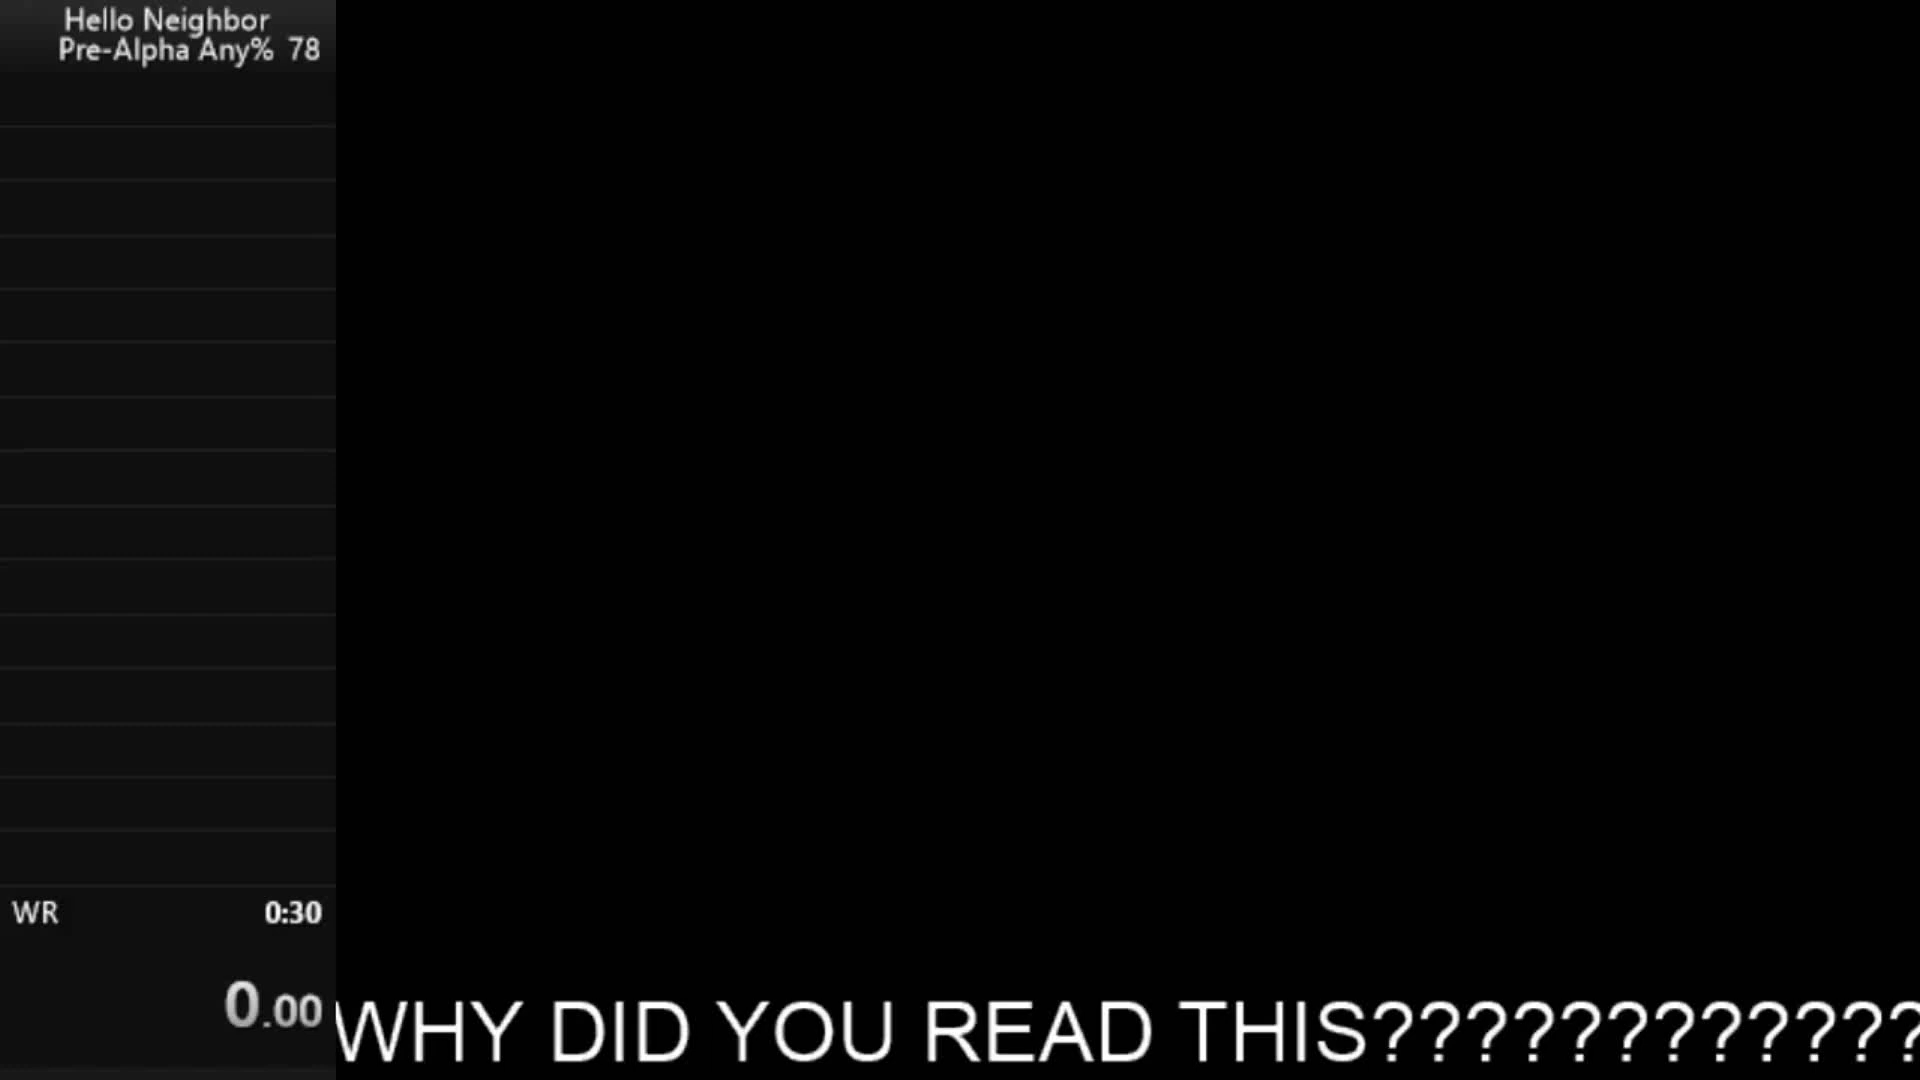 Hello Neighbor
Pre-Alpha Any% 78
WR 0:30
0.00
WHY DID YOU READ THIS????????????